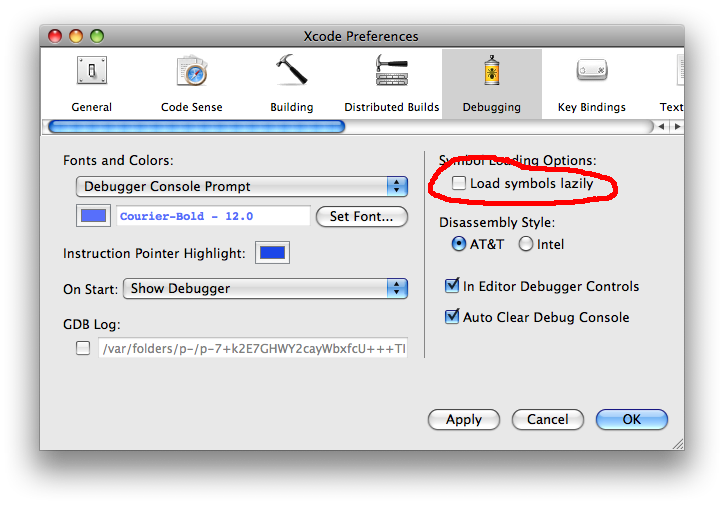 Xcode Preferences
General Code Sense Building Distributed Builds Debugging Key Bindings Text
Fonts and Colors:
Debugger Console Prompt
Courier-Bold - 12.0 Set Font...
Instruction Pointer Highlight:
On Start: Show Debugger
GDB Log:
/var/folders/p-/p-7+k2E7GHWY2cayWbxfcU+++TI
Symbol Loading Options:
Load symbols lazily
Disassembly Style:
AT&T Intel
In Editor Debugger Controls
Auto Clear Debug Console
Apply Cancel OK